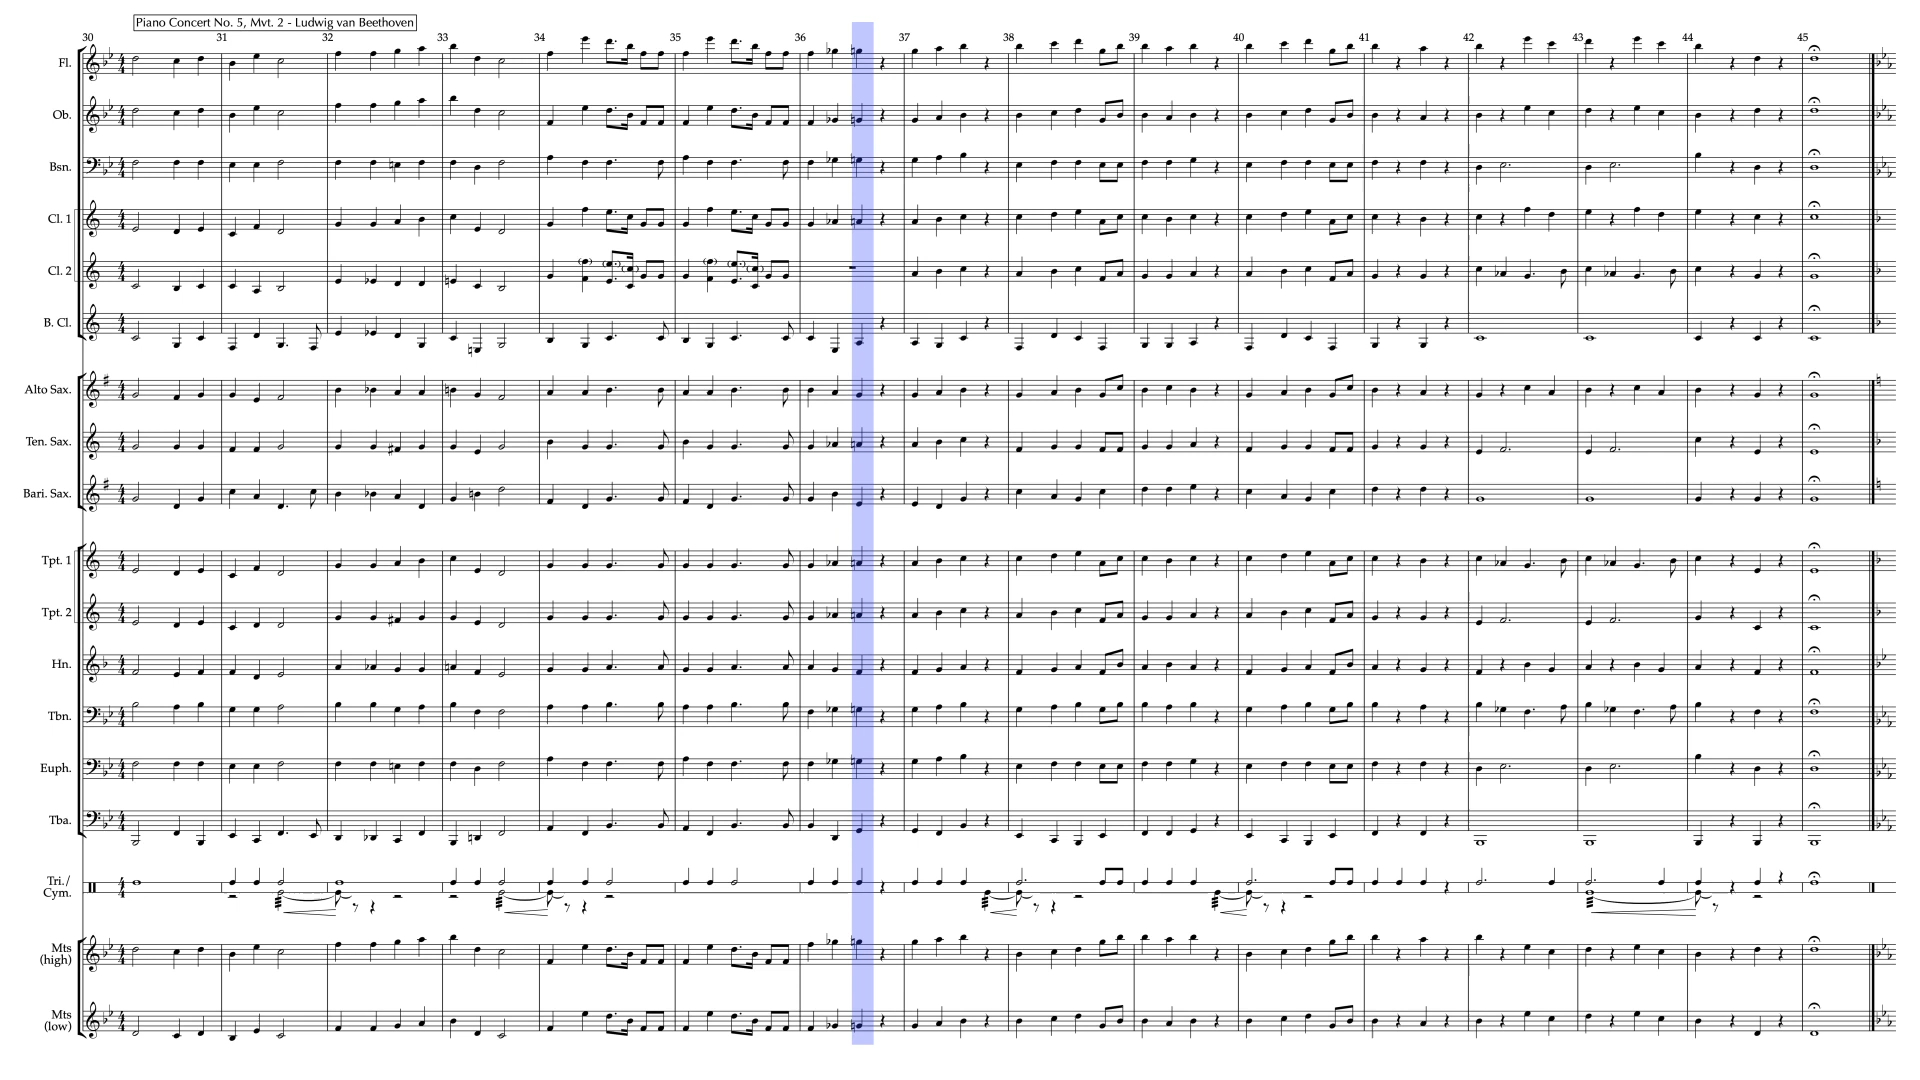 Piano Concert No. 5, Mvt. 2 - Ludwig van Beethoven
30 31 32 33 34 35 36 37 38 39 40 41 42 43 44 45
Fl.
Ob.
Bsn.
Cl. 1
Cl. 2
B. Cl.
Alto Sax.
Ten. Sax.
Bari. Sax.
Tpt. 1
Tpt. 2
Hn.
Tbn.
Euph.
Tba.
Tri./
Cym.
Mts
(high)
Mts
(low)